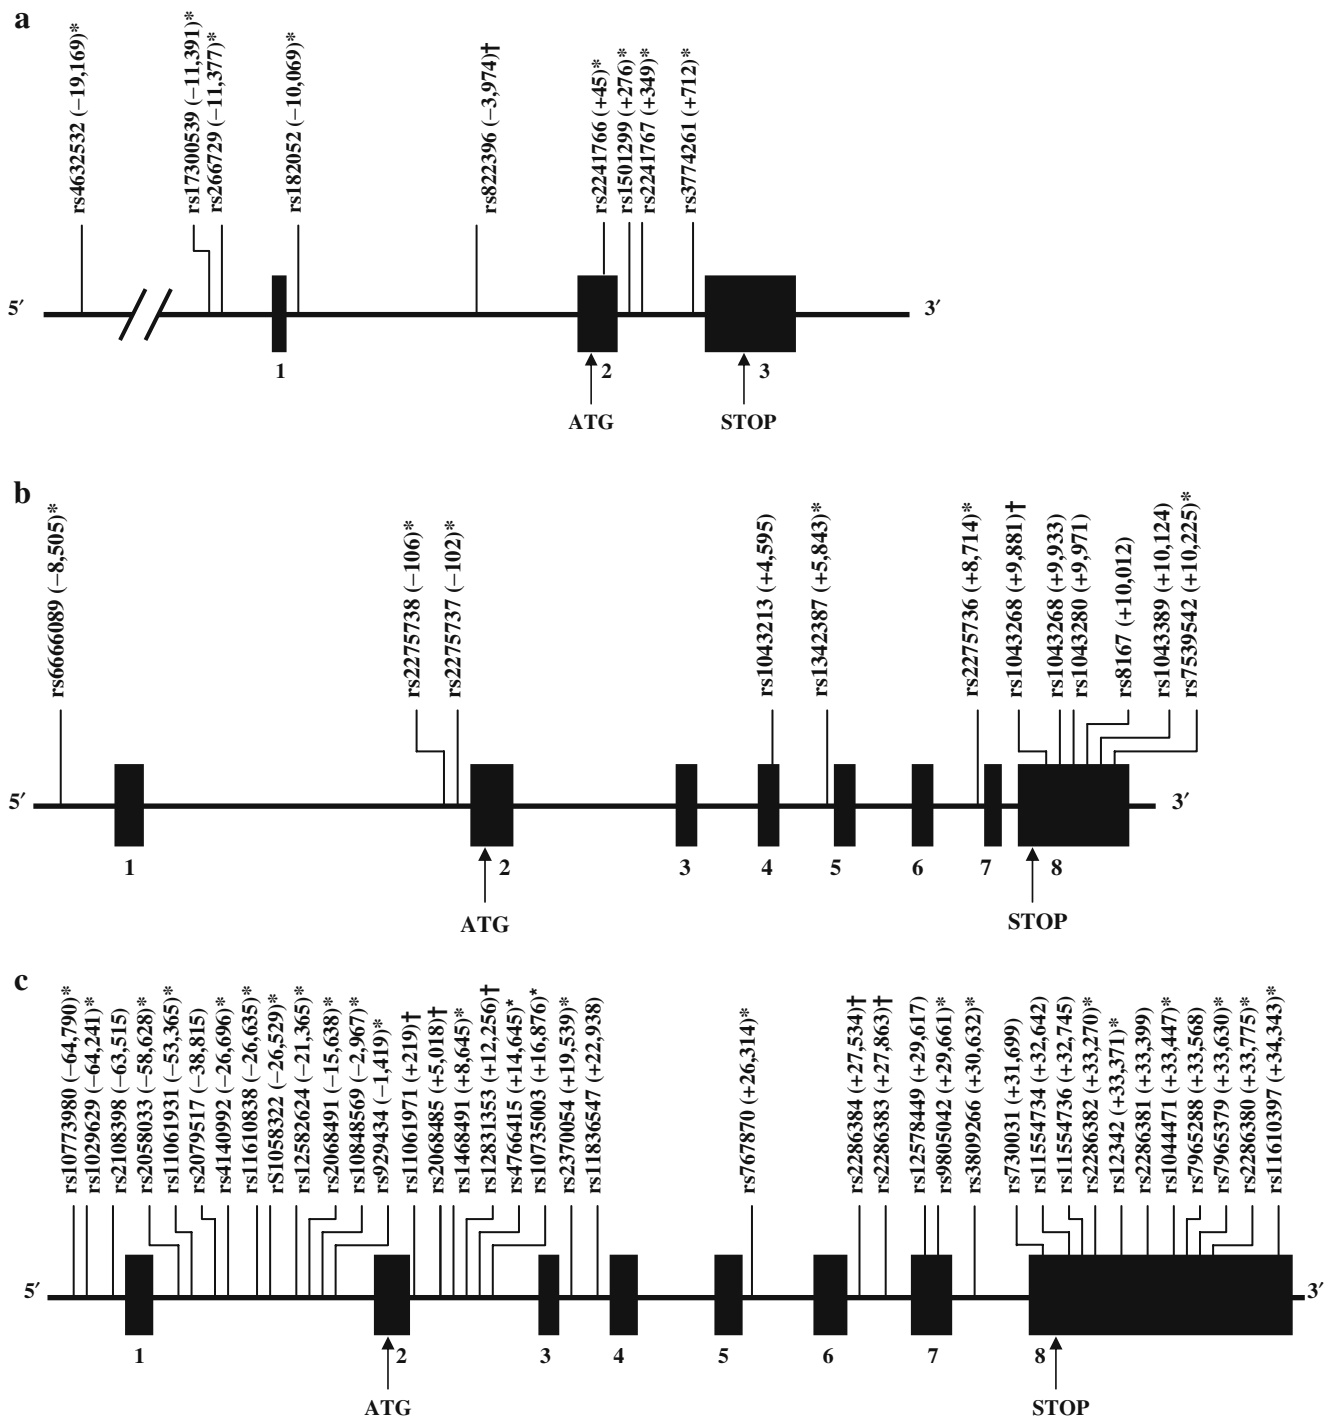 a
rs4632532 (−19,169)*
rs17300539 (−11,391)*
rs266729 (−11,377)*
rs182052 (−10,069)*
rs822396 (−3,974)†
rs2241766 (+45)*
rs1501299 (+276)*
rs2241767 (+349)*
rs3774261 (+712)*
5′
3′
1
2
3
ATG
STOP
b
rs6666089 (−8,505)*
rs2275738 (−106)*
rs2275737 (−102)*
rs1043213 (+4,595)
rs1342387 (+5,843)*
rs2275736 (+8,714)*
rs1043268 (+9,881)†
rs1043268 (+9,933)
rs1043280 (+9,971)
rs8167 (+10,012)
rs1043389 (+10,124)
rs7539542 (+10,225)*
5′
3′
1
2
3
4
5
6
7
8
ATG
STOP
c
rs10773980 (−64,790)*
rs1029629 (−64,241)*
rs2108398 (−63,515)
rs2058033 (−58,628)*
rs11061931 (−53,365)*
rs2079517 (−38,815)
rs4140992 (−26,696)*
rs11610838 (−26,635)*
rS1058322 (−26,529)*
rs12582624 (−21,365)*
rs2068491 (−15,638)*
rs10848569 (−2,967)*
rs929434 (−1,419)*
rs11061971 (+219)†
rs2068485 (+5,018)†
rs1468491 (+8,645)*
rs12831353 (+12,256)†
rs4766415 (+14,645)*
rs10735003 (+16,876)*
rs2370054 (+19,539)*
rs11836547 (+22,938)
rs767870 (+26,314)*
rs2286384 (+27,534)†
rs2286383 (+27,863)†
rs12578449 (+29,617)
rs9805042 (+29,661)*
rs3809266 (+30,632)*
rs730031 (+31,699)
rs11554734 (+32,642)
rs11554736 (+32,745)
rs2286382 (+33,270)*
rs12342 (+33,371)*
rs2286381 (+33,399)
rs1044471 (+33,447)*
rs7965288 (+33,568)
rs7965379 (+33,630)*
rs2286380 (+33,775)*
rs11610397 (+34,343)*
5′
3′
1
2
3
4
5
6
7
8
ATG
STOP